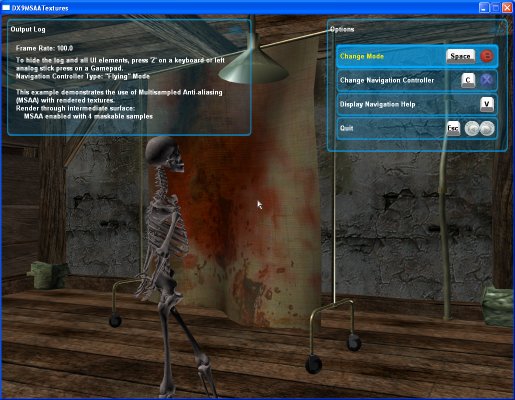 DX9MSAATextures
Output Log
Frame Rate: 100.0
To hide the log and all UI elements, press 'Z' on a keyboard or left
analog stick press on a Gamepad.
Navigation Controller Type: "Flying" Mode
This example demonstrates the use of Multisampled Anti-aliasing
(MSAA) with rendered textures.
Render through intermediate surface:
MSAA enabled with 4 maskable samples
Options
Change Mode Space B
Change Navigation Controller C X
Display Navigation Help V
Quit Esc